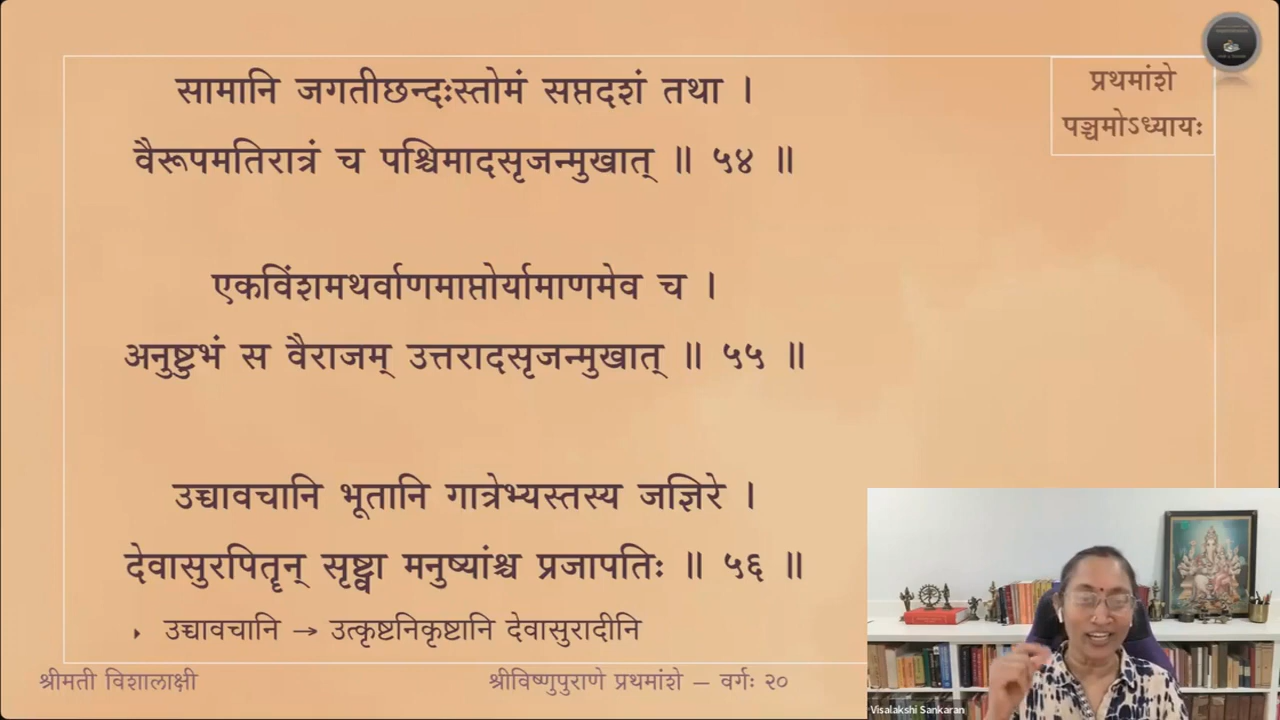 प्रथमांशे
पञ्चमोऽध्यायः
सामानि जगतीछन्दःस्तोमं सप्तदशं तथा ।
वैरूपमतिरात्रं च पश्चिमादसृजन्मुखात् ॥ ५४ ॥
एकविंशमथर्वाणमाप्तोर्यामाणमेव च ।
अनुष्टुभं स वैराजम् उत्तरादसृजन्मुखात् ॥ ५५ ॥
उच्चावचानि भूतानि गात्रेभ्यस्तस्य जज्ञिरे ।
देवासुरपितॄन् सृष्ट्वा मनुष्यांश्च प्रजापतिः ॥ ५६ ॥
उच्चावचानि → उत्कृष्टनिकृष्टानि देवासुरादीनि
श्रीमती विशालाक्षी
श्रीविष्णुपुराणे प्रथमांशे – वर्गः २०
Visalakshi Sankaran